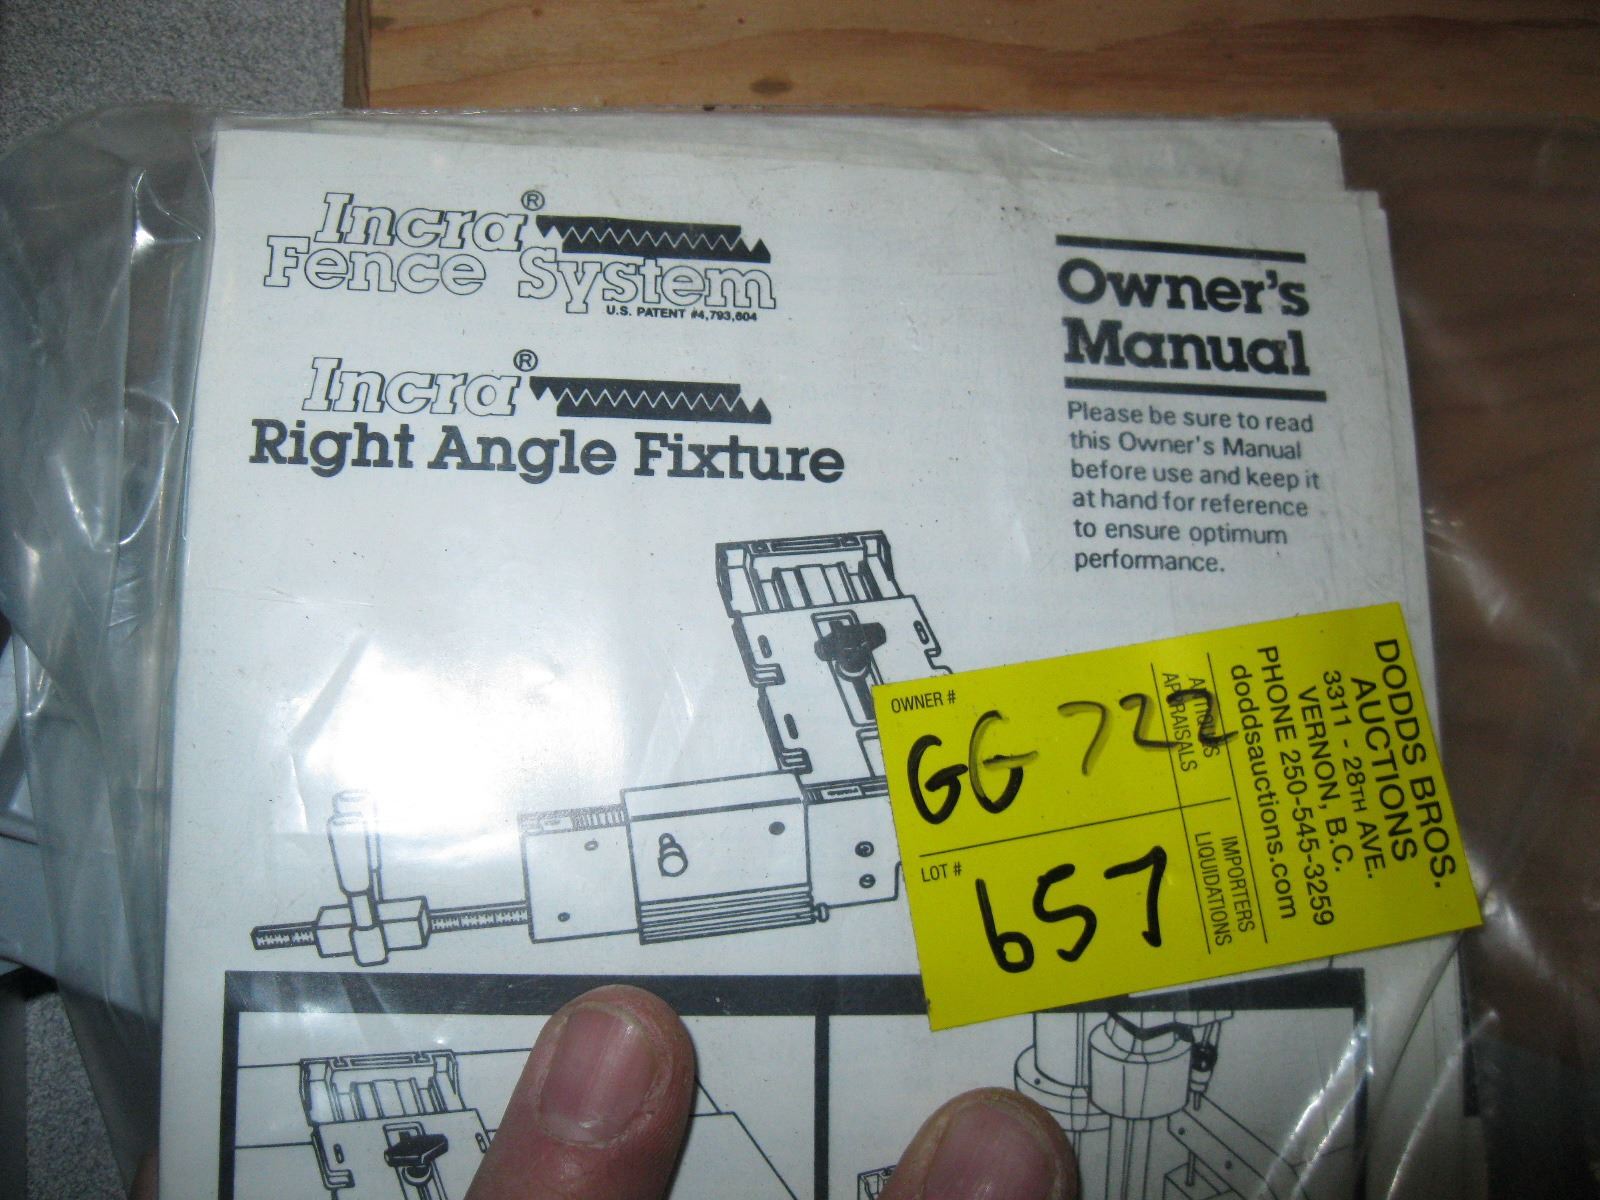 Incra®
Fence System
U.S. PATENT #4,793,604
Incra®
Right Angle Fixture
Owner's
Manual
Please be sure to read
this Owner's Manual
before use and keep it
at hand for reference
to ensure optimum
performance.
OWNER #
GG 722
LOT #
657
ANTIQUES
APPRAISALS
IMPORTERS
LIQUIDATIONS
DODDS BROS.
AUCTIONS
3311 - 28TH AVE.
VERNON, B.C.
PHONE 250-545-3259
doddsauctions.com